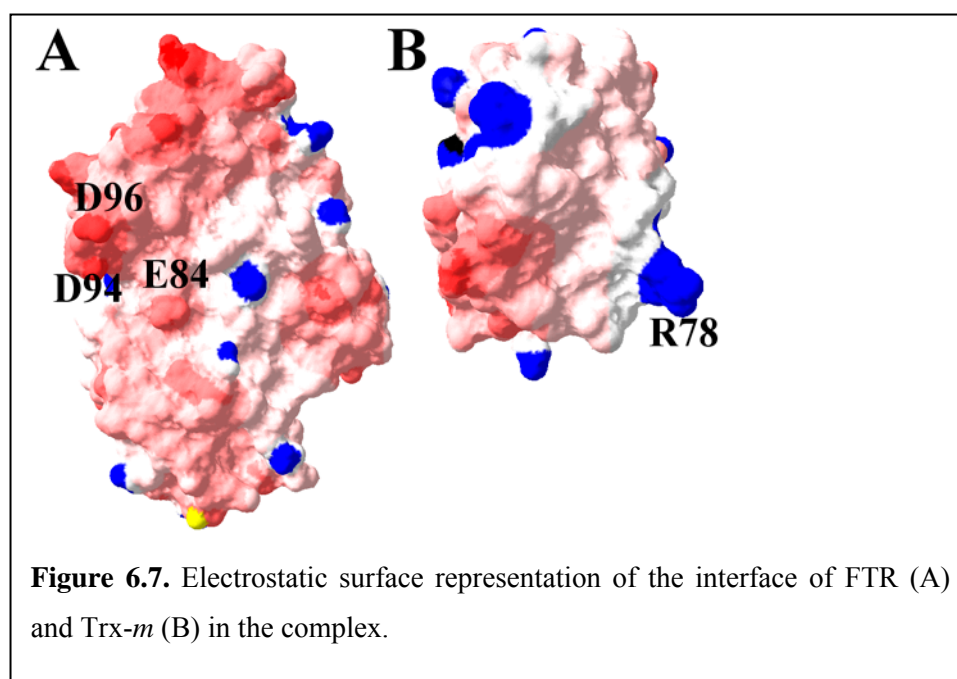 A
B
D96
D94
E84
R78
Figure 6.7. Electrostatic surface representation of the interface of FTR (A)
and Trx-m (B) in the complex.